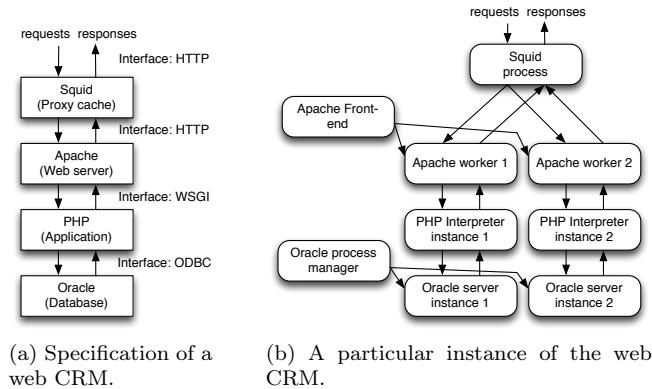 requests responses
Interface: HTTP
Squid
(Proxy cache)
Interface: HTTP
Apache
(Web server)
Interface: WSGI
PHP
(Application)
Interface: ODBC
Oracle
(Database)
(a) Specification of a
web CRM.
requests responses
Squid
process
Apache Front-
end
Apache worker 1
Apache worker 2
PHP Interpreter
instance 1
PHP Interpreter
instance 2
Oracle process
manager
Oracle server
instance 1
Oracle server
instance 2
(b) A particular instance of the web
CRM.